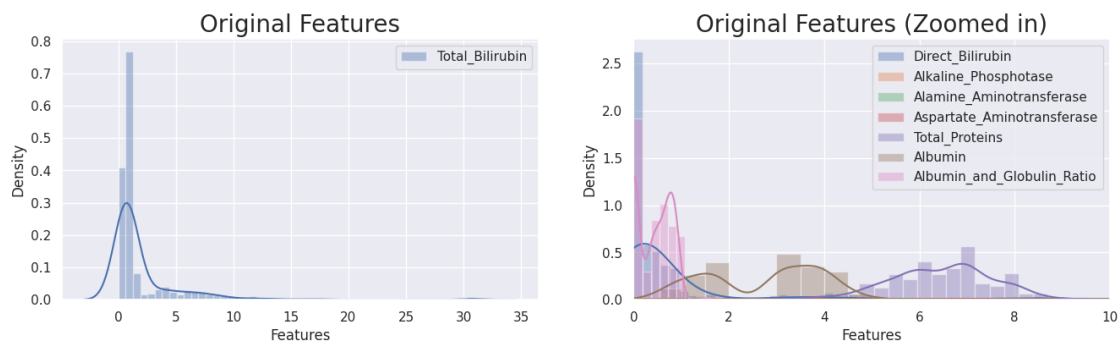 Original Features
Total_Bilirubin
0.8
0.7
0.6
0.5
0.4
0.3
0.2
0.1
0.0
Density
0
5
10
15
20
25
30
35
Features
Original Features (Zoomed in)
Direct_Bilirubin
Alkaline_Phosphotase
Alamine_Aminotransferase
Aspartate_Aminotransferase
Total_Proteins
Albumin
Albumin_and_Globulin_Ratio
2.5
2.0
1.5
1.0
0.5
0.0
Density
0
2
4
6
8
10
Features